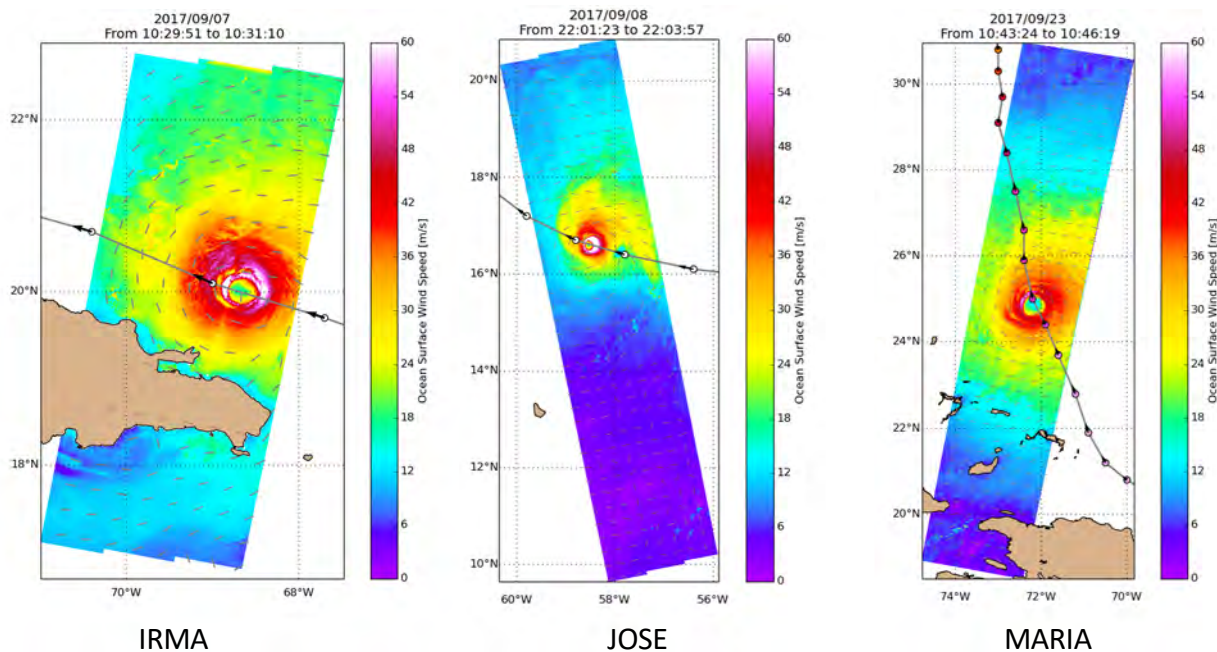 2017/09/07
From 10:29:51 to 10:31:10
22°N
20°N
18°N
70°W
68°W
60
54
48
42
36
30
24
18
12
6
0
Ocean Surface Wind Speed [m/s]
IRMA
2017/09/08
From 22:01:23 to 22:03:57
20°N
18°N
16°N
14°N
12°N
10°N
60°W
58°W
56°W
60
54
48
42
36
30
24
18
12
6
0
Ocean Surface Wind Speed [m/s]
JOSE
2017/09/23
From 10:43:24 to 10:46:19
30°N
28°N
26°N
24°N
22°N
20°N
74°W
72°W
70°W
60
54
48
42
36
30
24
18
12
6
0
Ocean Surface Wind Speed [m/s]
MARIA